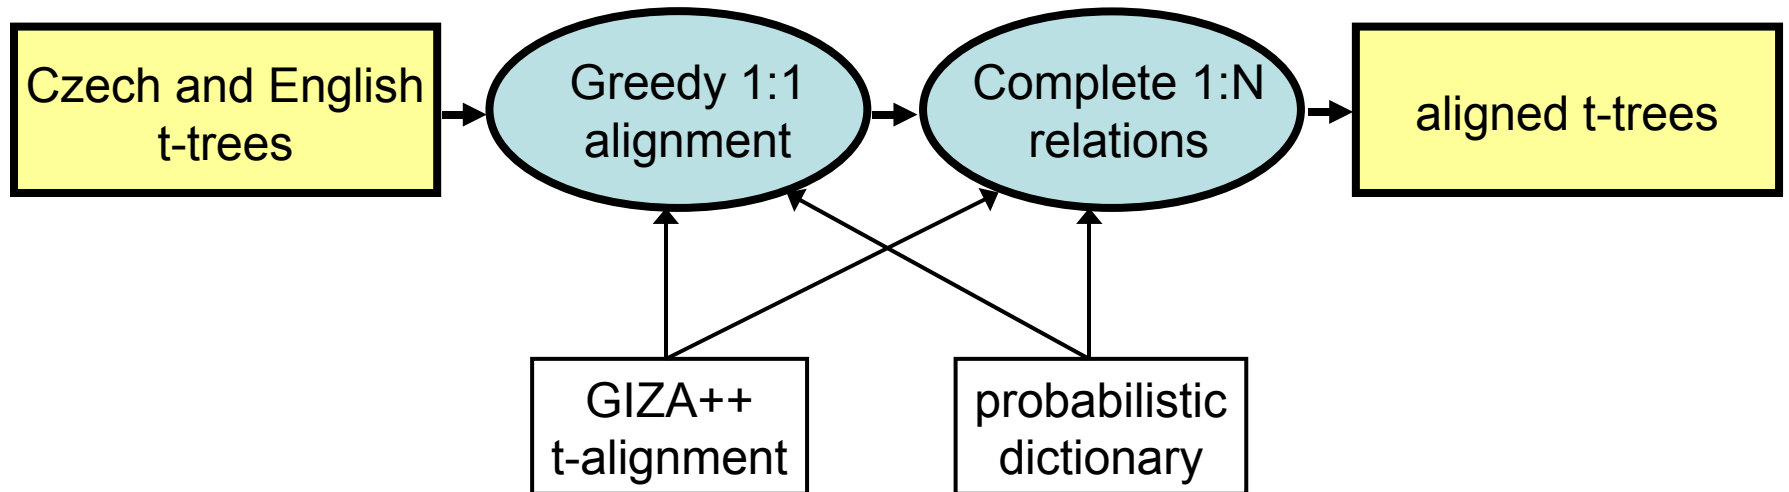 Czech and English
t-trees
Greedy 1:1
alignment
Complete 1:N
relations
aligned t-trees
GIZA++
t-alignment
probabilistic
dictionary